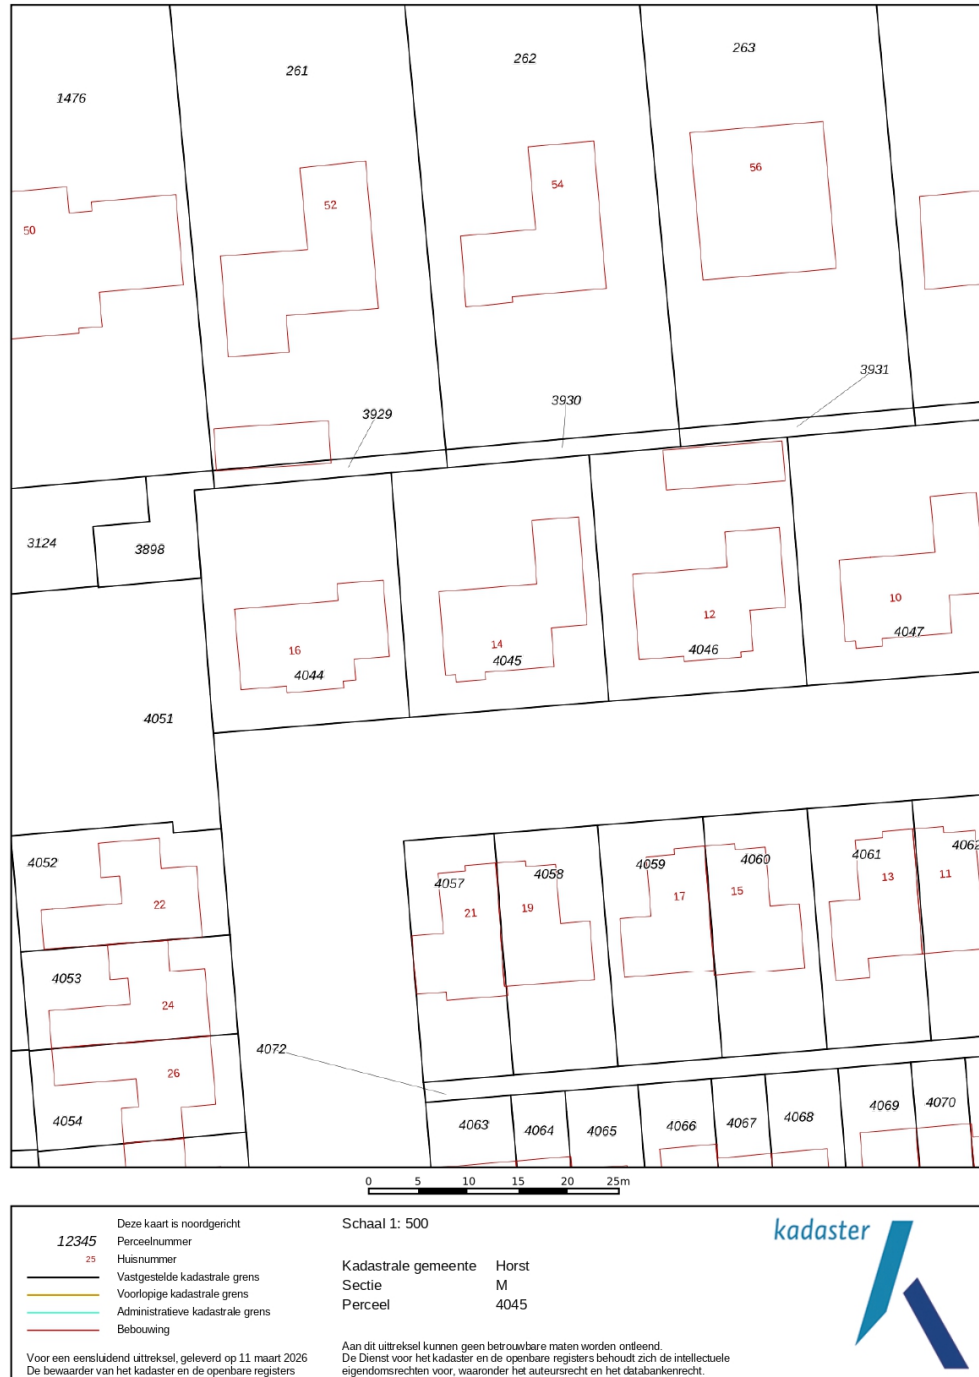 263
262
261
1476
56
54
52
50
3931
3930
3929
3124
3898
10
12
14
16
4047
4046
4045
4044
4051
4052
4057
4058
4059
4060
4061
4062
22
21
19
17
15
13
11
4053
24
4072
26
4054
4063
4064
4065
4066
4067
4068
4069
4070
0 5 10 15 20 25m
Deze kaart is noordgericht
12345 Perceelnummer
25 Huisnummer
Vastgestelde kadastrale grens
Voorlopige kadastrale grens
Administratieve kadastrale grens
Bebouwing
Voor een eensluidend uittreksel, geleverd op 11 maart 2026
De bewaarder van het kadaster en de openbare registers
Schaal 1: 500
Kadastrale gemeente Horst
Sectie M
Perceel 4045
Aan dit uittreksel kunnen geen betrouwbare maten worden ontleend.
De Dienst voor het kadaster en de openbare registers behoudt zich de intellectuele
eigendomsrechten voor, waaronder het auteursrecht en het databankenrecht.
kadaster